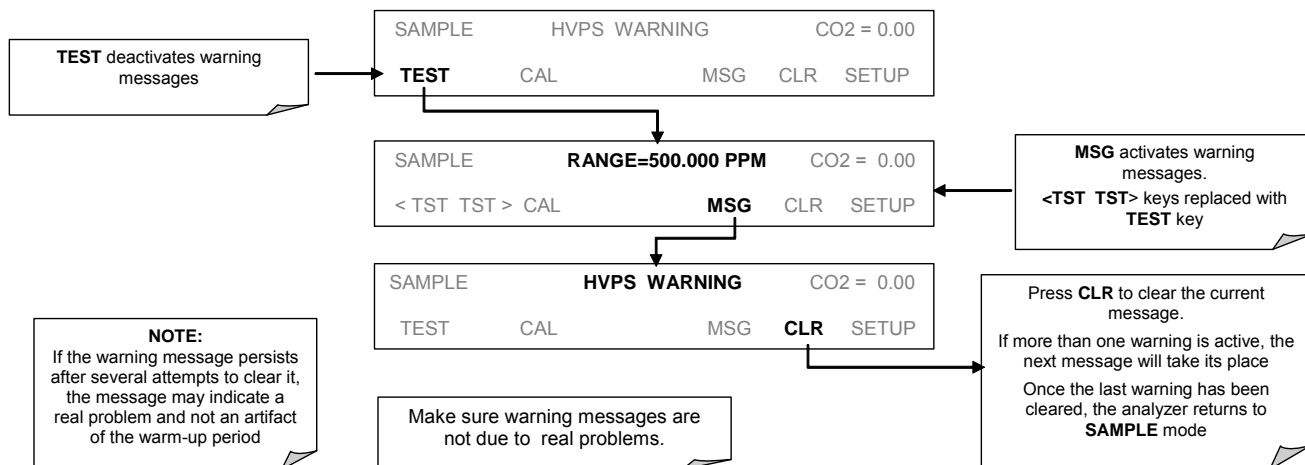 TEST deactivates warning
messages
SAMPLE HVPS WARNING CO2 = 0.00
TEST CAL MSG CLR SETUP
SAMPLE RANGE=500.000 PPM CO2 = 0.00
< TST TST > CAL MSG CLR SETUP
MSG activates warning
messages.
<TST TST> keys replaced with
TEST key
SAMPLE HVPS WARNING CO2 = 0.00
TEST CAL MSG CLR SETUP
Press CLR to clear the current
message.
If more than one warning is active, the
next message will take its place
Once the last warning has been
cleared, the analyzer returns to
SAMPLE mode
NOTE:
If the warning message persists
after several attempts to clear it,
the message may indicate a
real problem and not an artifact
of the warm-up period
Make sure warning messages are
not due to real problems.